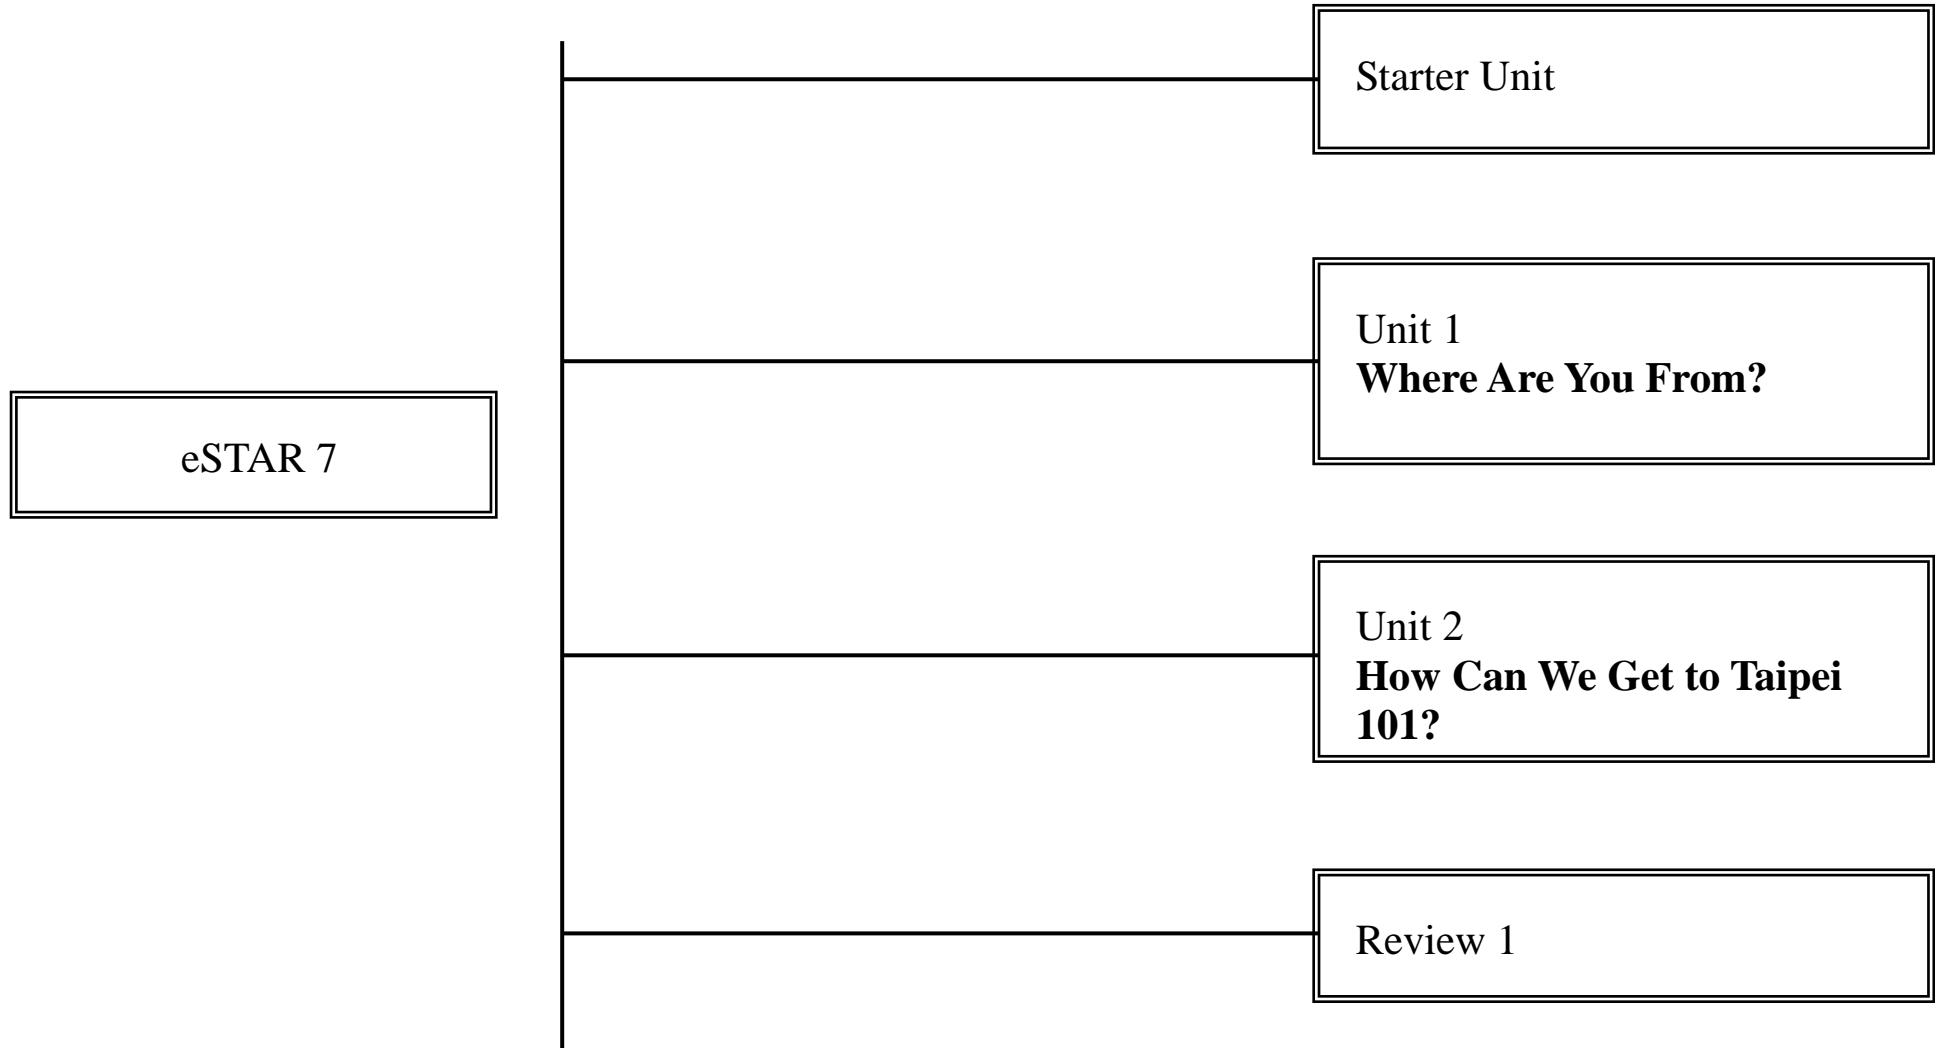 Starter Unit
Unit 1
Where Are You From?
eSTAR 7
Unit 2
How Can We Get to Taipei
101?
Review 1